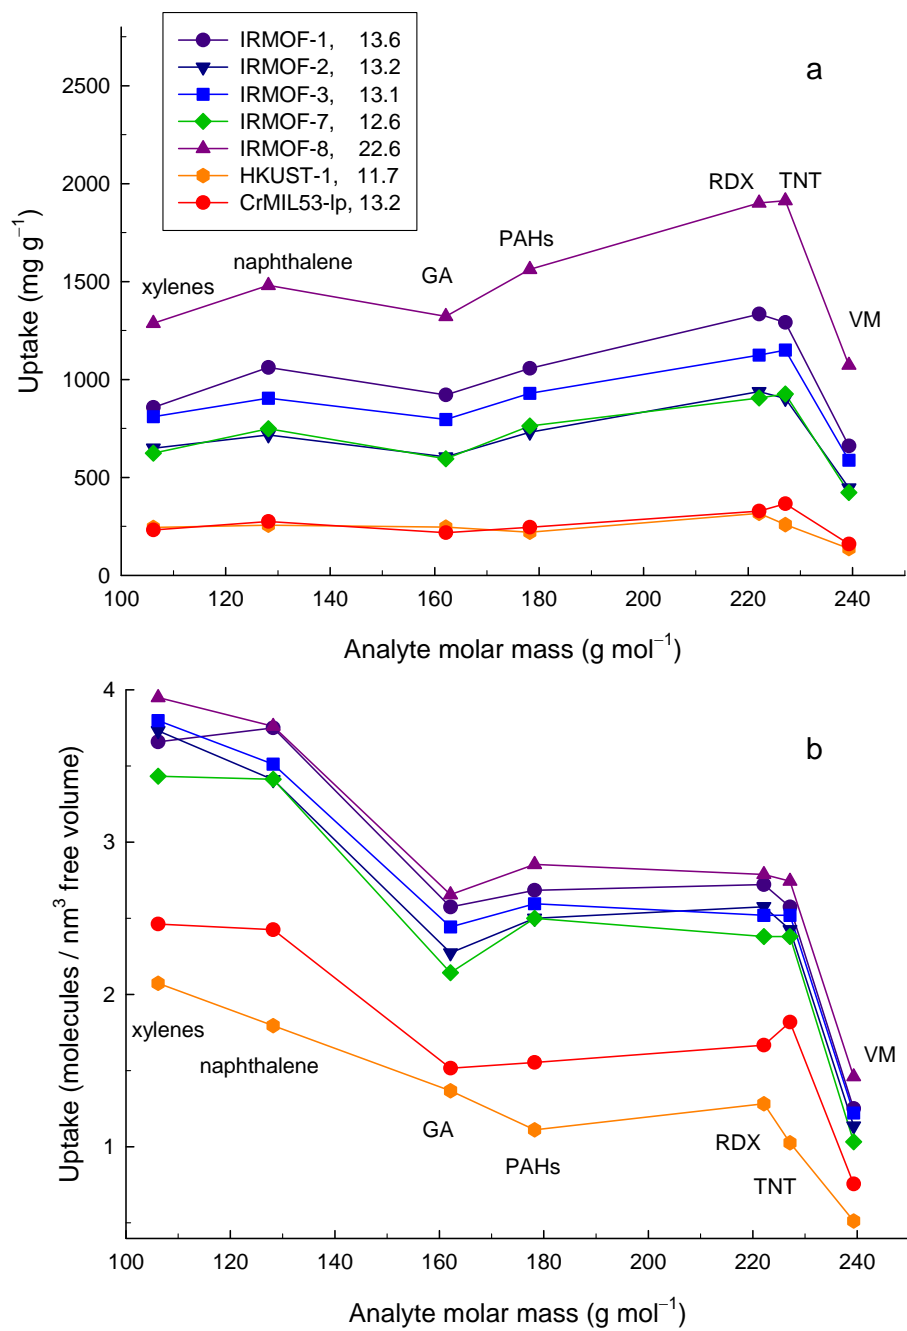 IRMOF-1, 13.6
IRMOF-2, 13.2
IRMOF-3, 13.1
IRMOF-7, 12.6
IRMOF-8, 22.6
HKUST-1, 11.7
CrMIL53-lp, 13.2
a
2500
2000
1500
1000
500
0
Uptake (mg g⁻¹)
xylenes
naphthalene
GA
PAHs
RDX
TNT
VM
100 120 140 160 180 200 220 240
Analyte molar mass (g mol⁻¹)
b
4
3
2
1
Uptake (molecules / nm³ free volume)
xylenes
naphthalene
GA
PAHs
RDX
TNT
VM
100 120 140 160 180 200 220 240
Analyte molar mass (g mol⁻¹)